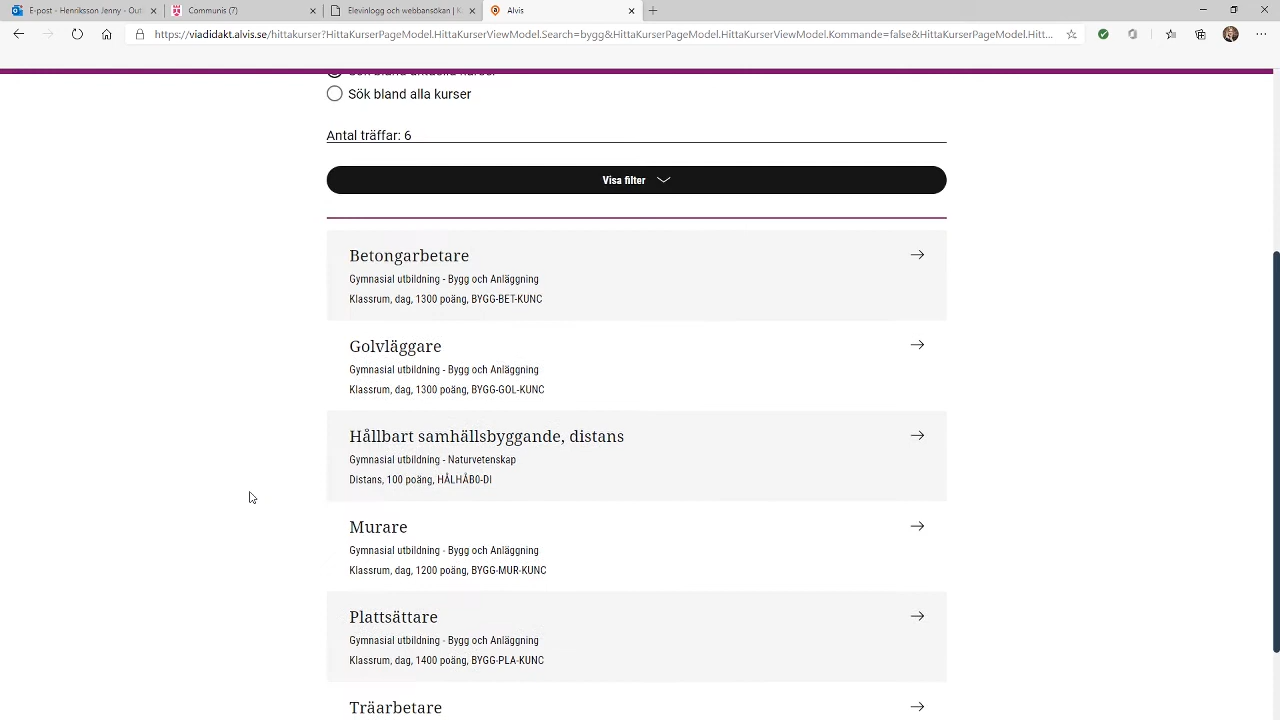 E-post - Henriksson Jenny - Out
Communis (7)
Elevinlogg och webbansökan | K
Alvis
https://viadidakt.alvis.se/hittakurser?HittaKurserPageModel.HittaKurserViewModel.Search=bygg&HittaKurserPageModel.HittaKurserViewModel.Kommande=false&HittaKurserPageModel.Hitt...
Sök bland aktuella kurser
Sök bland alla kurser
Antal träffar: 6
Visa filter
Betongarbetare
Gymnasial utbildning - Bygg och Anläggning
Klassrum, dag, 1300 poäng, BYGG-BET-KUNC
Golvläggare
Gymnasial utbildning - Bygg och Anläggning
Klassrum, dag, 1300 poäng, BYGG-GOL-KUNC
Hållbart samhällsbyggande, distans
Gymnasial utbildning - Naturvetenskap
Distans, 100 poäng, HÅLHÅB0-DI
Murare
Gymnasial utbildning - Bygg och Anläggning
Klassrum, dag, 1200 poäng, BYGG-MUR-KUNC
Plattsättare
Gymnasial utbildning - Bygg och Anläggning
Klassrum, dag, 1400 poäng, BYGG-PLA-KUNC
Träarbetare